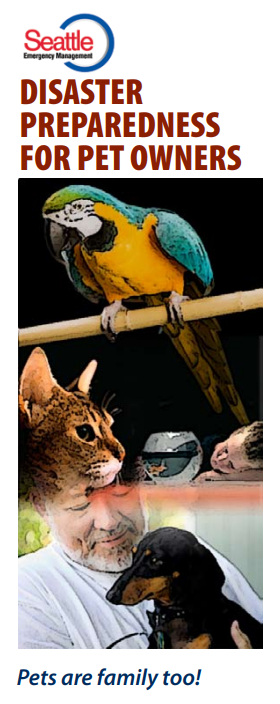 Seattle
Emergency Management
DISASTER
PREPAREDNESS
FOR PET OWNERS
Pets are family too!